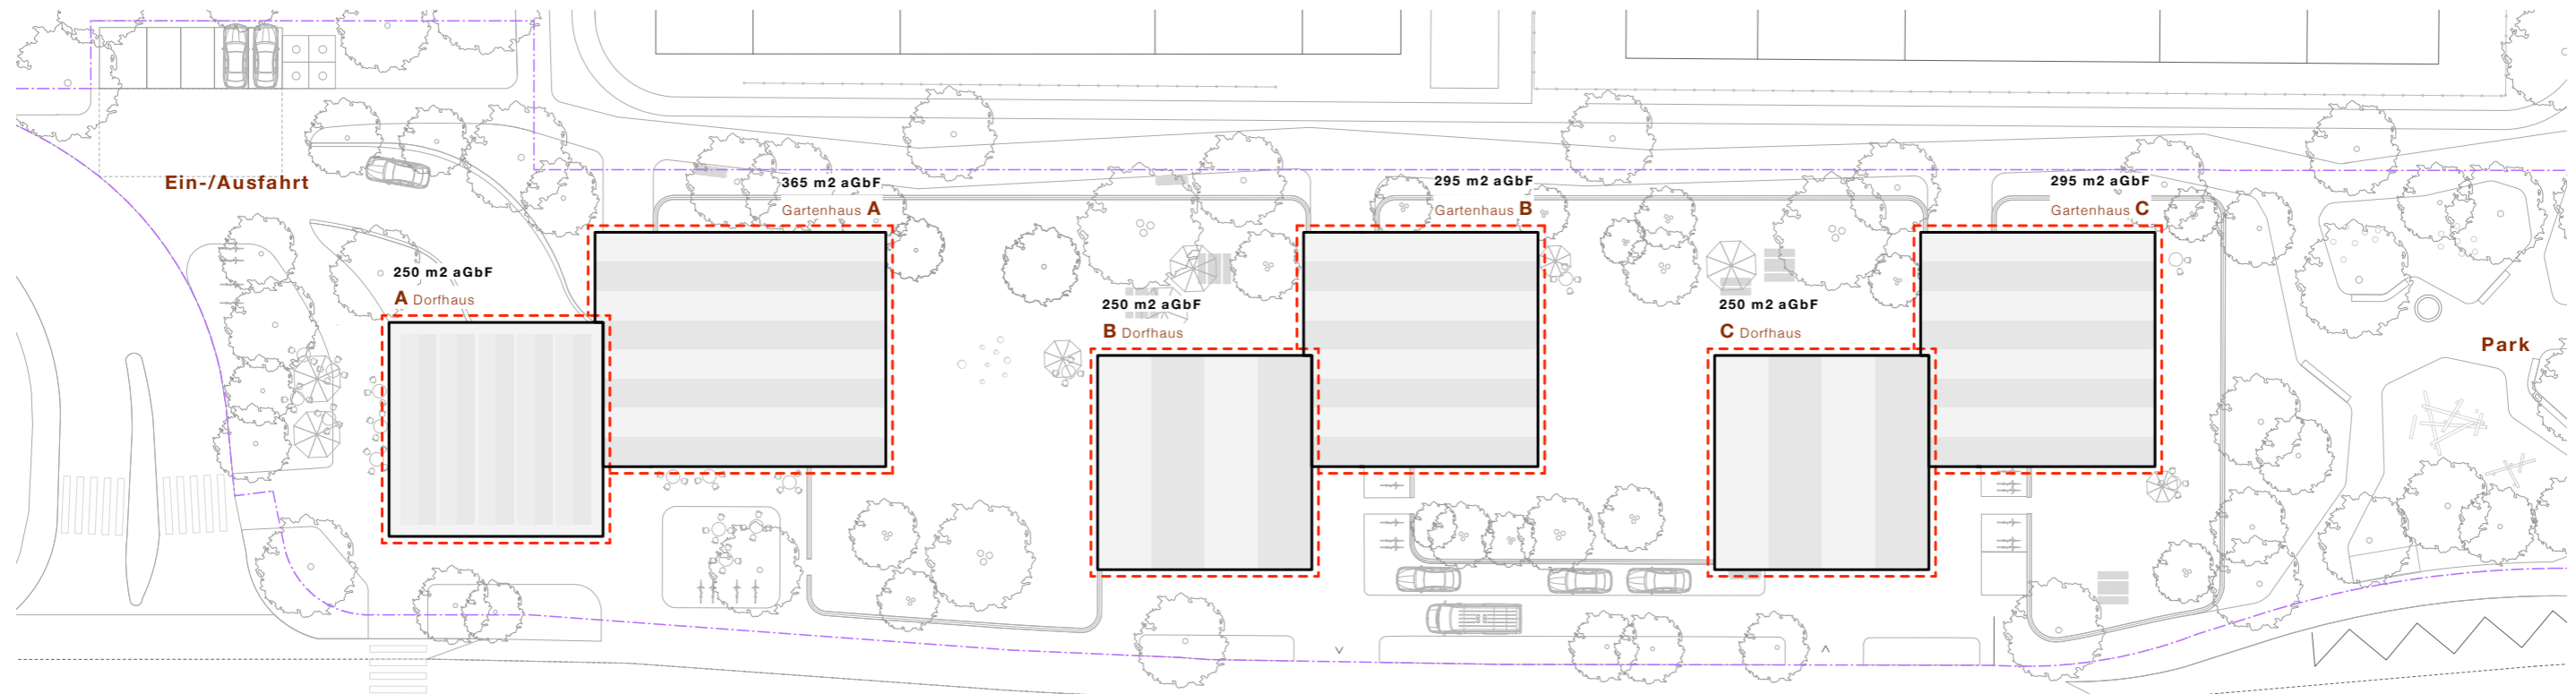 Ein-/Ausfahrt
250 m2 aGbF
A Dorfhaus
365 m2 aGbF
Gartenhaus A
250 m2 aGbF
B Dorfhaus
295 m2 aGbF
Gartenhaus B
250 m2 aGbF
C Dorfhaus
295 m2 aGbF
Gartenhaus C
Park